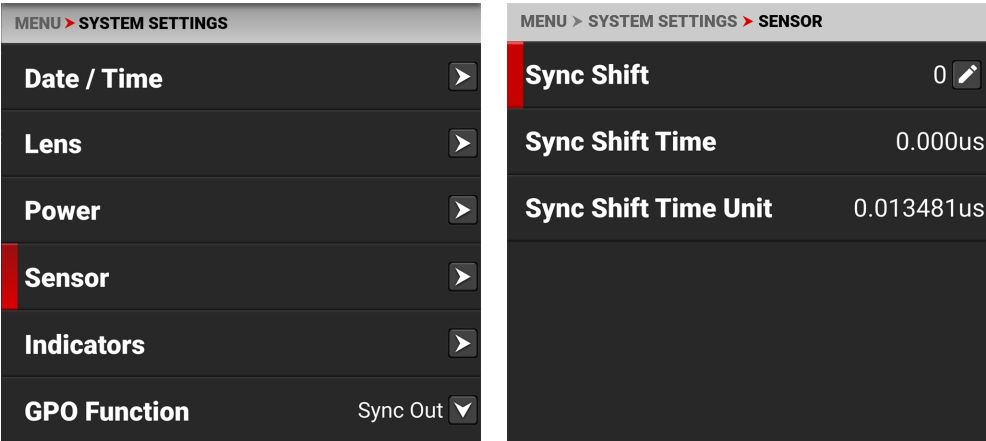 MENU > SYSTEM SETTINGS
Date / Time
Lens
Power
Sensor
Indicators
GPO Function Sync Out
MENU > SYSTEM SETTINGS > SENSOR
Sync Shift 0
Sync Shift Time 0.000us
Sync Shift Time Unit 0.013481us